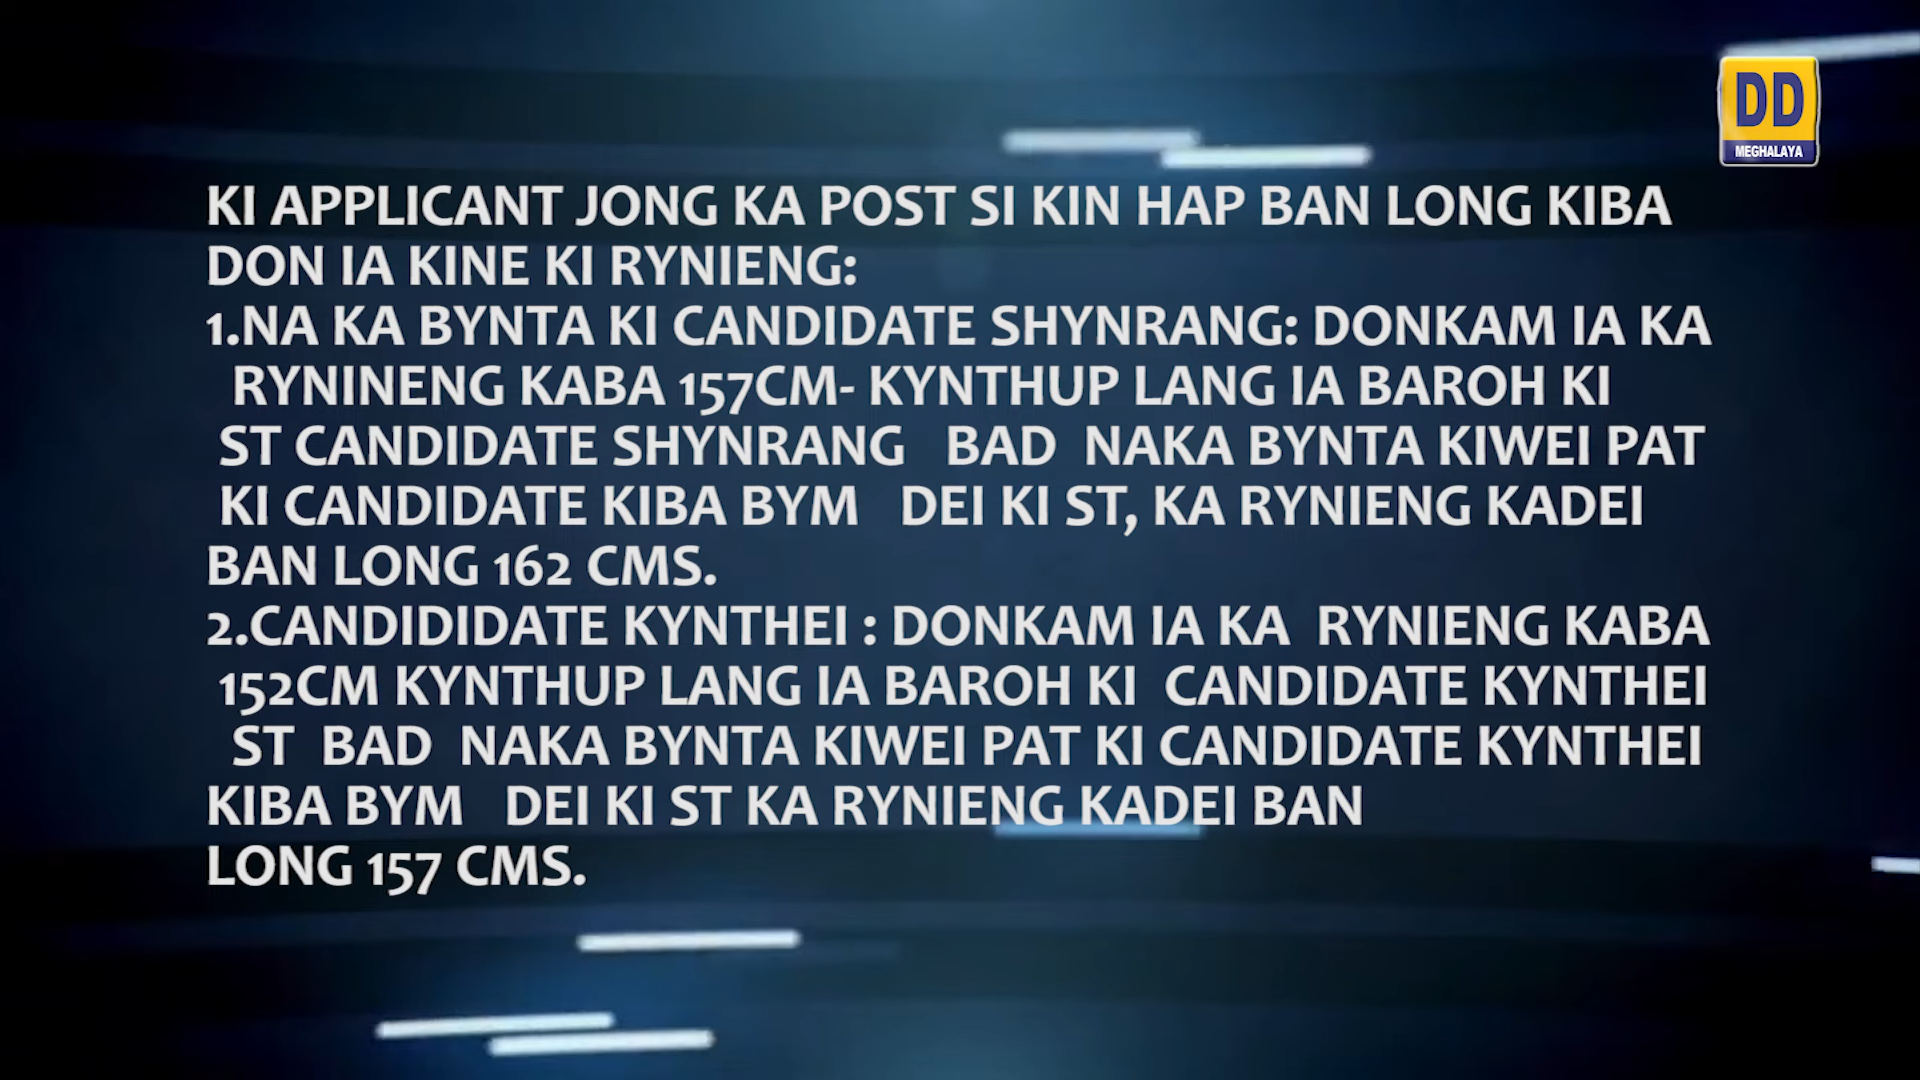 DD
MEGHALAYA
KI APPLICANT JONG KA POST SI KIN HAP BAN LONG KIBA
DON IA KINE KI RYNIENG:
1.NA KA BYNTA KI CANDIDATE SHYNRANG: DONKAM IA KA
RYNINENG KABA 157CM- KYNTHUP LANG IA BAROH KI
ST CANDIDATE SHYNRANG BAD NAKA BYNTA KIWEI PAT
KI CANDIDATE KIBA BYM DEI KI ST, KA RYNIENG KADEI
BAN LONG 162 CMS.
2.CANDIDIDATE KYNTHEI : DONKAM IA KA RYNIENG KABA
152CM KYNTHUP LANG IA BAROH KI CANDIDATE KYNTHEI
ST BAD NAKA BYNTA KIWEI PAT KI CANDIDATE KYNTHEI
KIBA BYM DEI KI ST KA RYNIENG KADEI BAN
LONG 157 CMS.